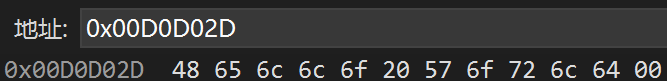 地址: 0x00D0D02D
0x00D0D02D 48 65 6c 6c 6f 20 57 6f 72 6c 64 00